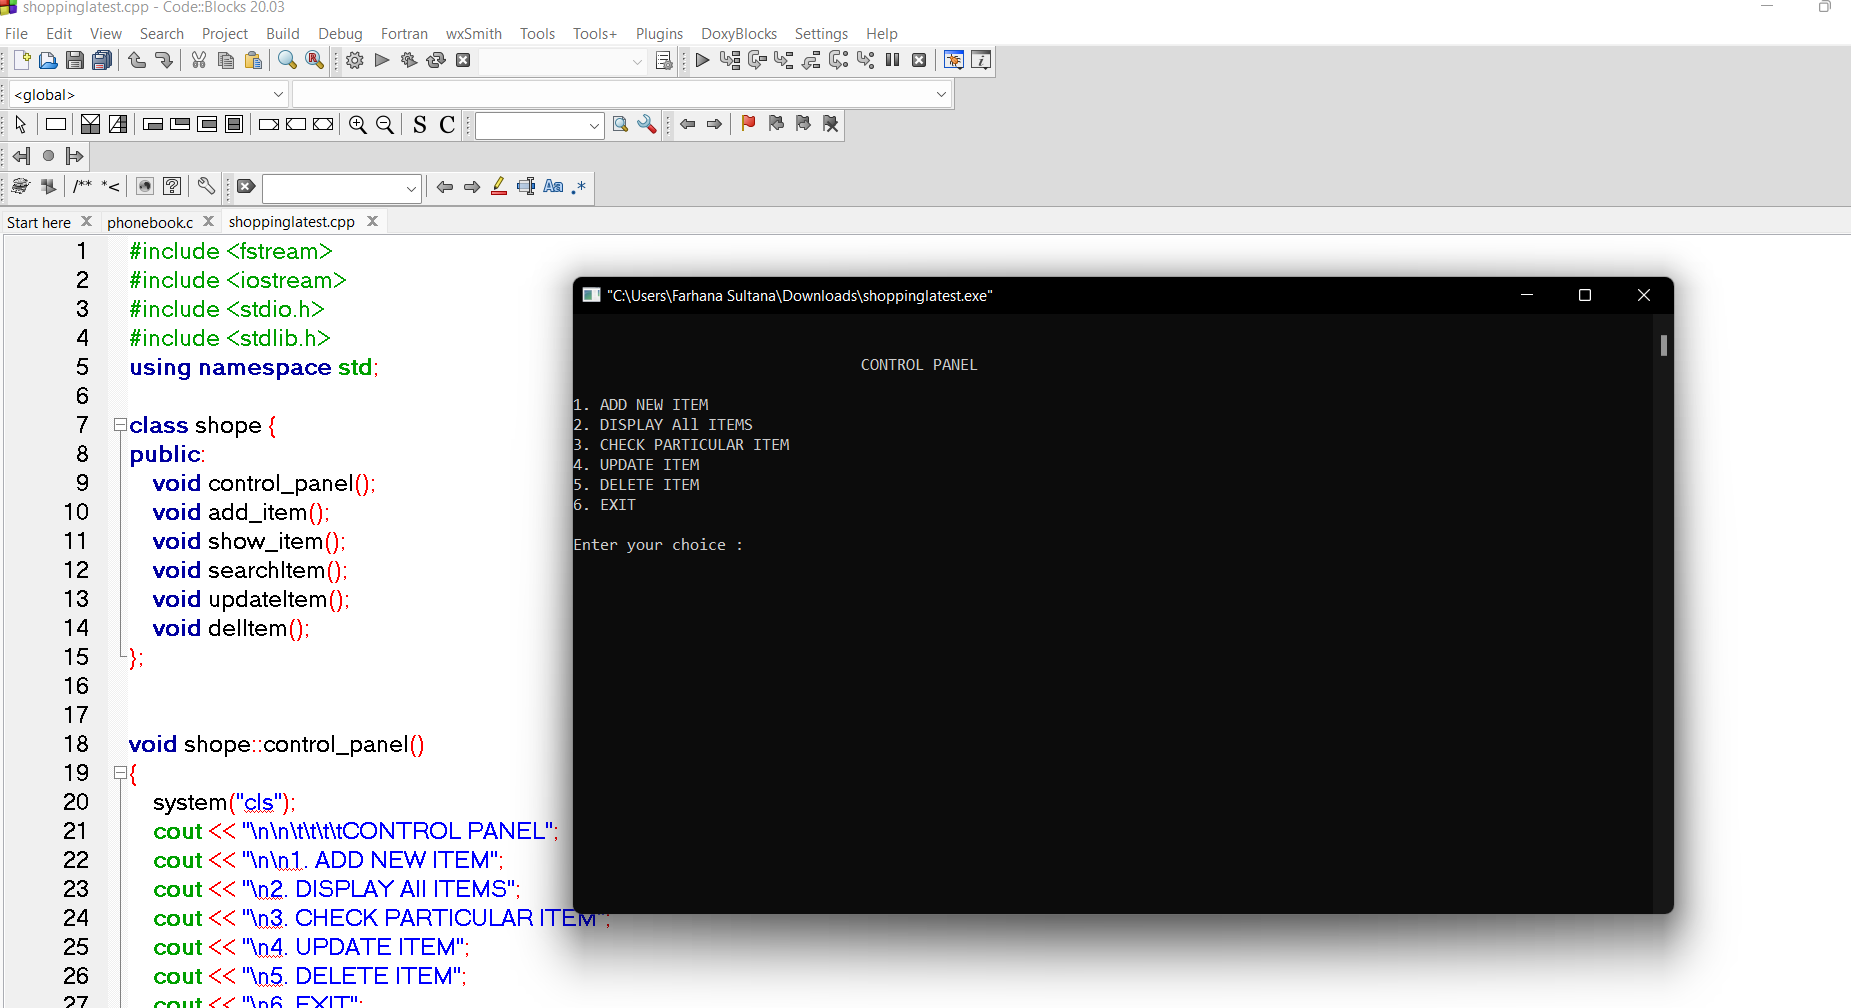 shoppinglatest.cpp - Code::Blocks 20.03
File Edit View Search Project Build Debug Fortran wxSmith Tools Tools+ Plugins DoxyBlocks Settings Help
<global>
S C
/** *<
Aa .*
Start here phonebook.c shoppinglatest.cpp
1 #include <fstream>
2 #include <iostream>
3 #include <stdio.h>
4 #include <stdlib.h>
5 using namespace std;
6
7 class shope {
8 public:
9 void control_panel();
10 void add_item();
11 void show_item();
12 void searchItem();
13 void updateItem();
14 void delItem();
15 };
16
17
18 void shope::control_panel()
19 {
20 system("cls");
21 cout << "\n\n\t\t\t\tCONTROL PANEL";
22 cout << "\n\n1. ADD NEW ITEM";
23 cout << "\n2. DISPLAY All ITEMS";
24 cout << "\n3. CHECK PARTICULAR ITEM";
25 cout << "\n4. UPDATE ITEM";
26 cout << "\n5. DELETE ITEM";
27 cout << "\n6. EXIT";
"C:\Users\Farhana Sultana\Downloads\shoppinglatest.exe"
CONTROL PANEL
1. ADD NEW ITEM
2. DISPLAY All ITEMS
3. CHECK PARTICULAR ITEM
4. UPDATE ITEM
5. DELETE ITEM
6. EXIT
Enter your choice :